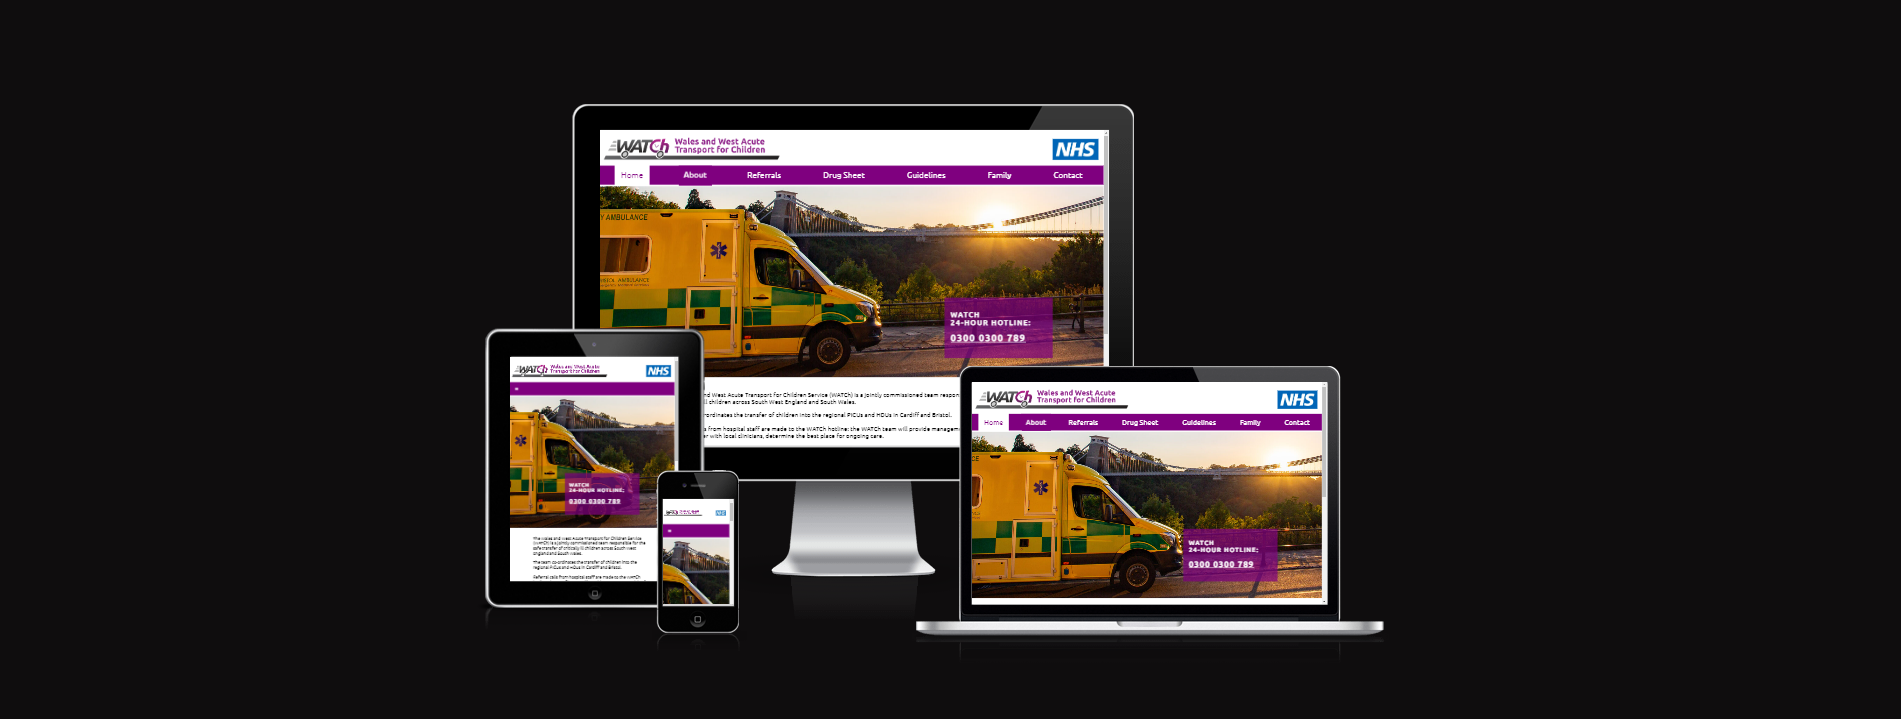 WATCh
Wales and West Acute
Transport for Children
NHS
Home About Referrals Drug Sheet Guidelines Family Contact
Y AMBULANCE
AMBULANCE
WATCH
24-HOUR HOTLINE:
0300 0300 789
nd West Acute Transport for Children Service (WATCh) is a jointly commissioned team respon
ll children across South West England and South Wales.
ordinates the transfer of children into the regional PICUs and HDUs in Cardiff and Bristol.
s from hospital staff are made to the WATCh hotline: the WATCh team will provide managem
er with local clinicians, determine the best place for ongoing care.
WATCh
Wales and West Acute
Transport for Children
NHS
WATCH
24-HOUR HOTLINE:
0300 0300 789
The Wales and West Acute Transport for Children Service
(WATCh) is a jointly commissioned team responsible for the
safe transfer of critically ill children across South West
England and South Wales.
The team co-ordinates the transfer of children into the
regional PICUs and HDUs in Cardiff and Bristol.
Referral calls from hospital staff are made to the WATCh
NHS
WATCh
Wales and West Acute
Transport for Children
NHS
Home About Referrals Drug Sheet Guidelines Family Contact
CE
WATCH
24-HOUR HOTLINE:
0300 0300 789